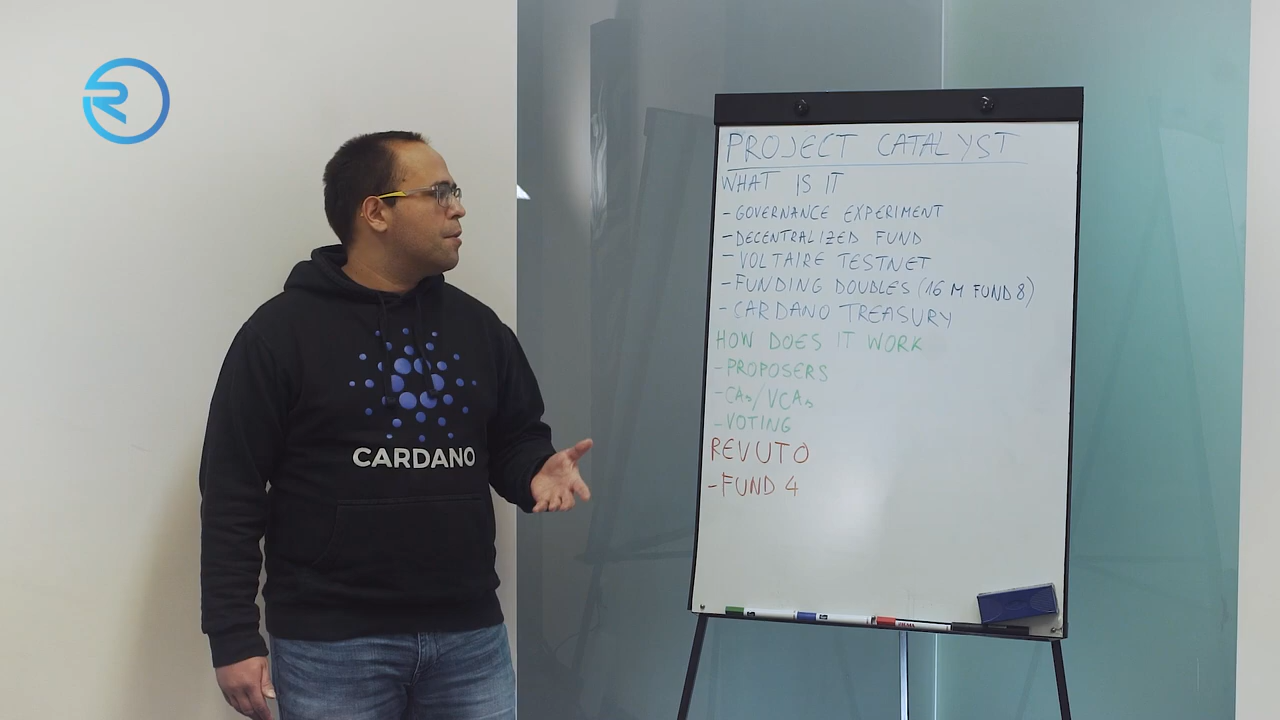 PROJECT CATALYST
WHAT IS IT
- GOVERNANCE EXPERIMENT
- DECENTRALIZED FUND
- VOLTAIRE TESTNET
- FUNDING DOUBLES (16 M FUND 8)
- CARDANO TREASURY
HOW DOES IT WORK
- PROPOSERS
- CAs/VCAs
- VOTING
REVUTO
- FUND 4
CARDANO